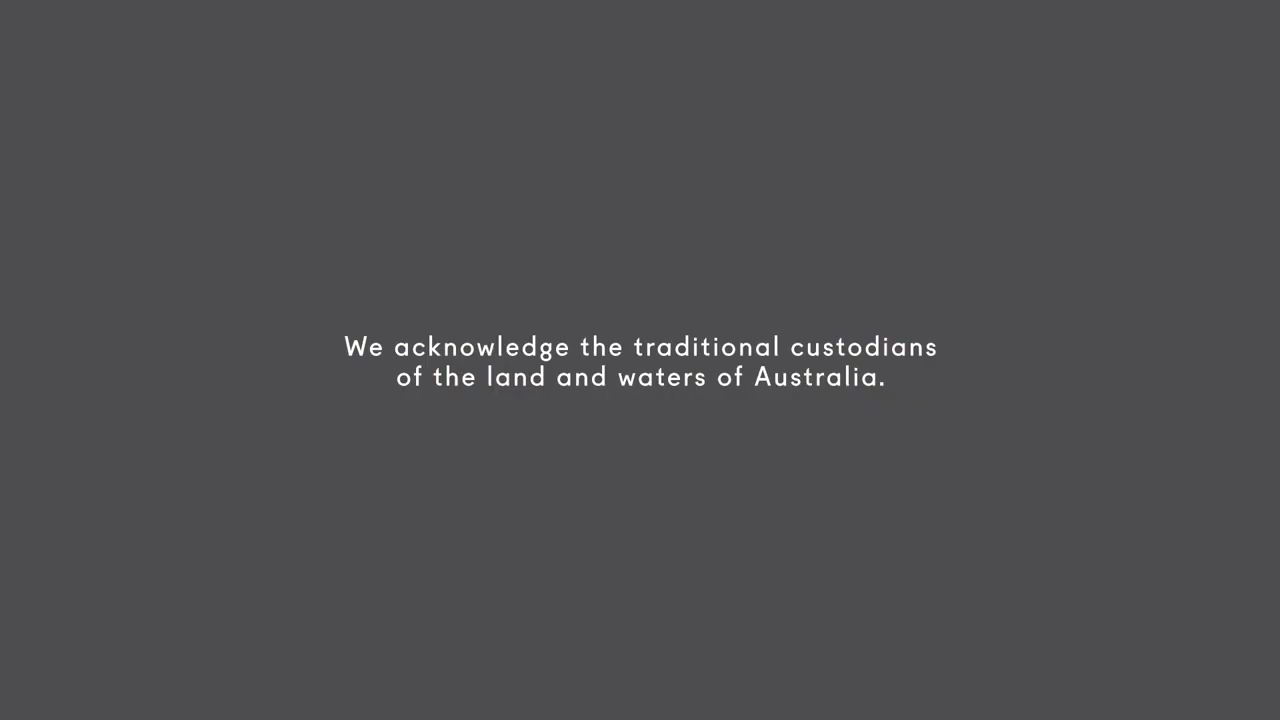 We acknowledge the traditional custodians
of the land and waters of Australia.